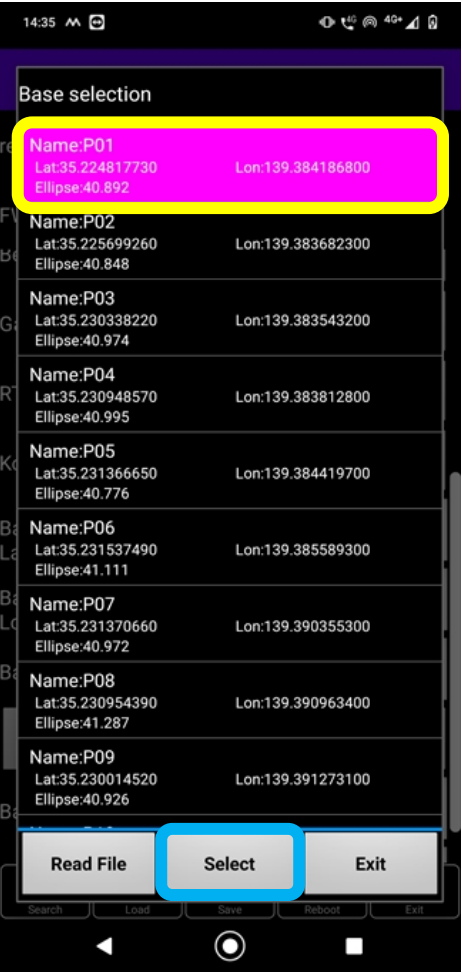 14:35
4G 4G+
Base selection
Name:P01
Lat:35.224817730 Lon:139.384186800
Ellipse:40.892
Name:P02
Lat:35.225699260 Lon:139.383682300
Ellipse:40.848
Name:P03
Lat:35.230338220 Lon:139.383543200
Ellipse:40.974
Name:P04
Lat:35.230948570 Lon:139.383812800
Ellipse:40.995
Name:P05
Lat:35.231366650 Lon:139.384419700
Ellipse:40.776
Name:P06
Lat:35.231537490 Lon:139.385589300
Ellipse:41.111
Name:P07
Lat:35.231370660 Lon:139.390355300
Ellipse:40.972
Name:P08
Lat:35.230954390 Lon:139.390963400
Ellipse:41.287
Name:P09
Lat:35.230014520 Lon:139.391273100
Ellipse:40.926
Read File Select Exit
Search Load Save Reboot Exit